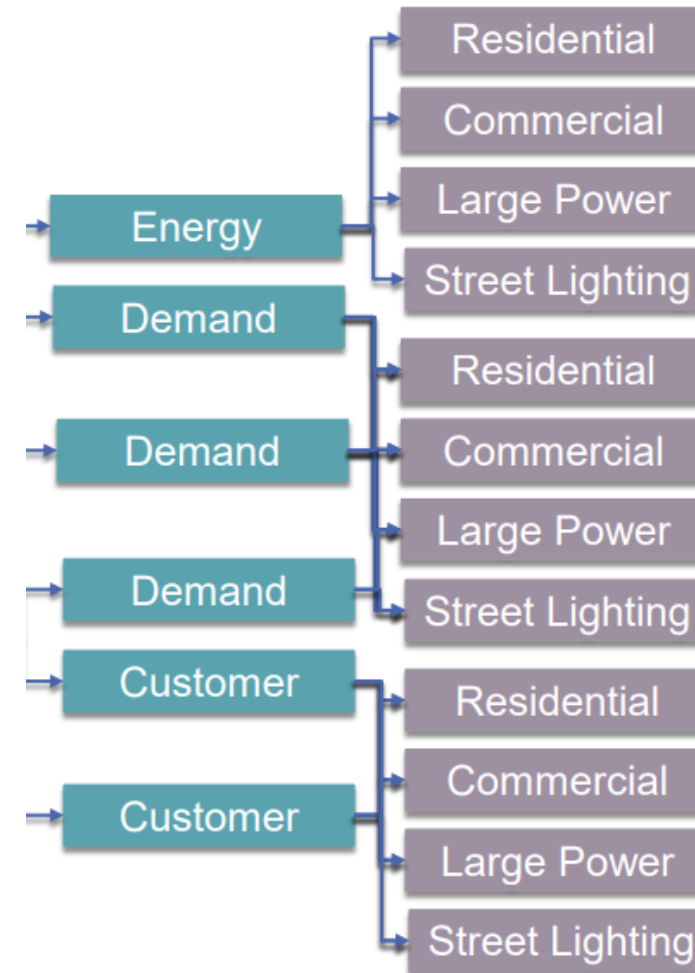 Energy
Demand
Demand
Demand
Customer
Customer
Residential
Commercial
Large Power
Street Lighting
Residential
Commercial
Large Power
Street Lighting
Residential
Commercial
Large Power
Street Lighting